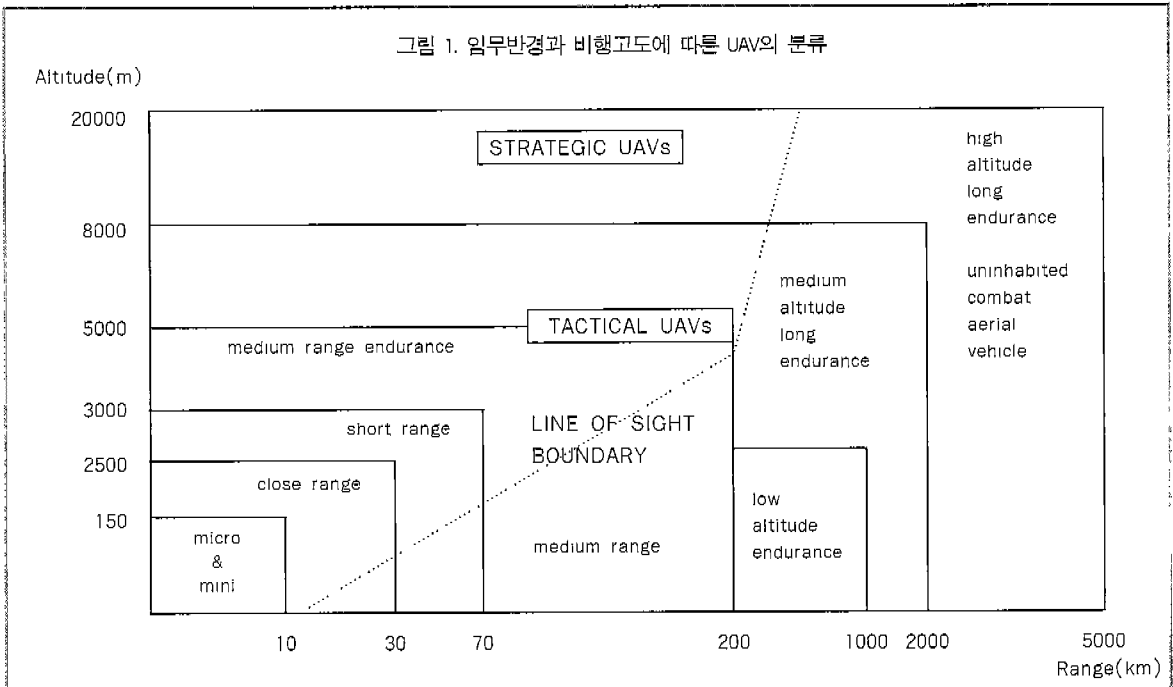 그림 1. 임무반경과 비행고도에 따른 UAV의 분류
Altitude(m)
20000
STRATEGIC UAVs
high
altitude
long
endurance
8000
uninhabited
combat
aerial
vehicle
medium
altitude
long
endurance
5000
TACTICAL UAVs
medium range endurance
3000
short range
LINE OF SIGHT
BOUNDARY
2500
close range
150
micro
&
mini
medium range
low
altitude
endurance
10 30 70 200 1000 2000 5000
Range(km)